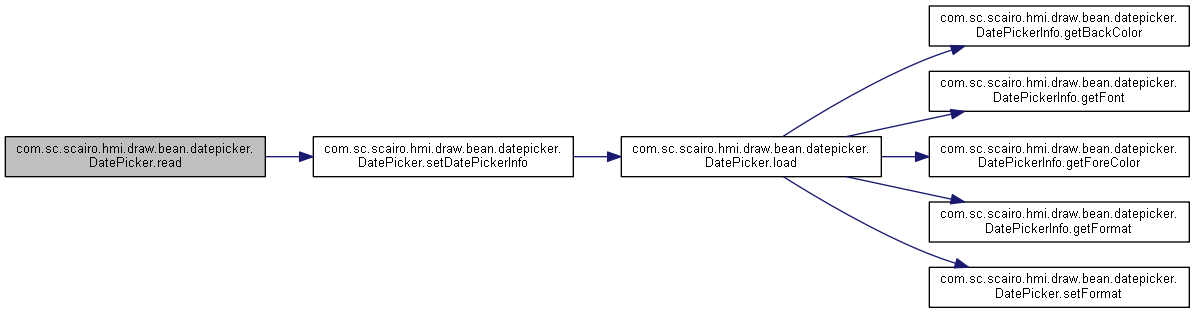 com.sc.scairo.hmi.draw.bean.datepicker.
DatePicker.read
com.sc.scairo.hmi.draw.bean.datepicker.
DatePicker.setDatePickerInfo
com.sc.scairo.hmi.draw.bean.datepicker.
DatePicker.load
com.sc.scairo.hmi.draw.bean.datepicker.
DatePickerInfo.getBackColor
com.sc.scairo.hmi.draw.bean.datepicker.
DatePickerInfo.getFont
com.sc.scairo.hmi.draw.bean.datepicker.
DatePickerInfo.getForeColor
com.sc.scairo.hmi.draw.bean.datepicker.
DatePickerInfo.getFormat
com.sc.scairo.hmi.draw.bean.datepicker.
DatePicker.setFormat